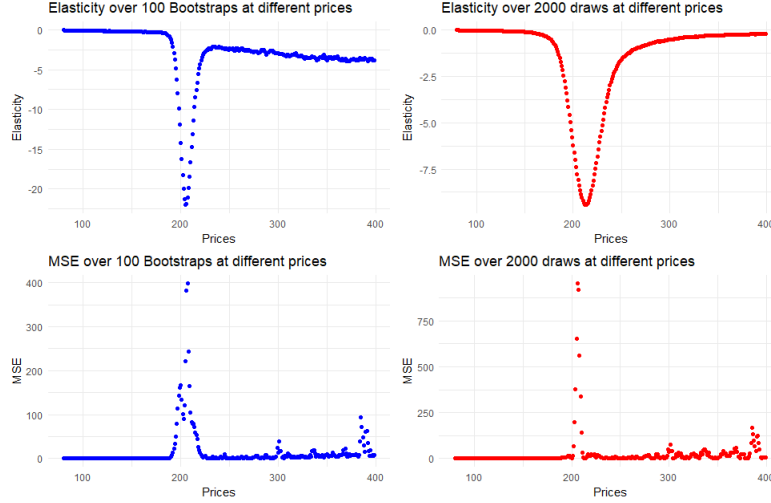 Elasticity over 100 Bootstraps at different prices
Elasticity over 2000 draws at different prices
0
-5
-10
-15
-20
Elasticity
100
200
300
400
Prices
0.0
-2.5
-5.0
-7.5
Elasticity
100
200
300
400
Prices
MSE over 100 Bootstraps at different prices
MSE over 2000 draws at different prices
400
300
200
100
0
MSE
100
200
300
400
Prices
750
500
250
0
MSE
100
200
300
400
Prices